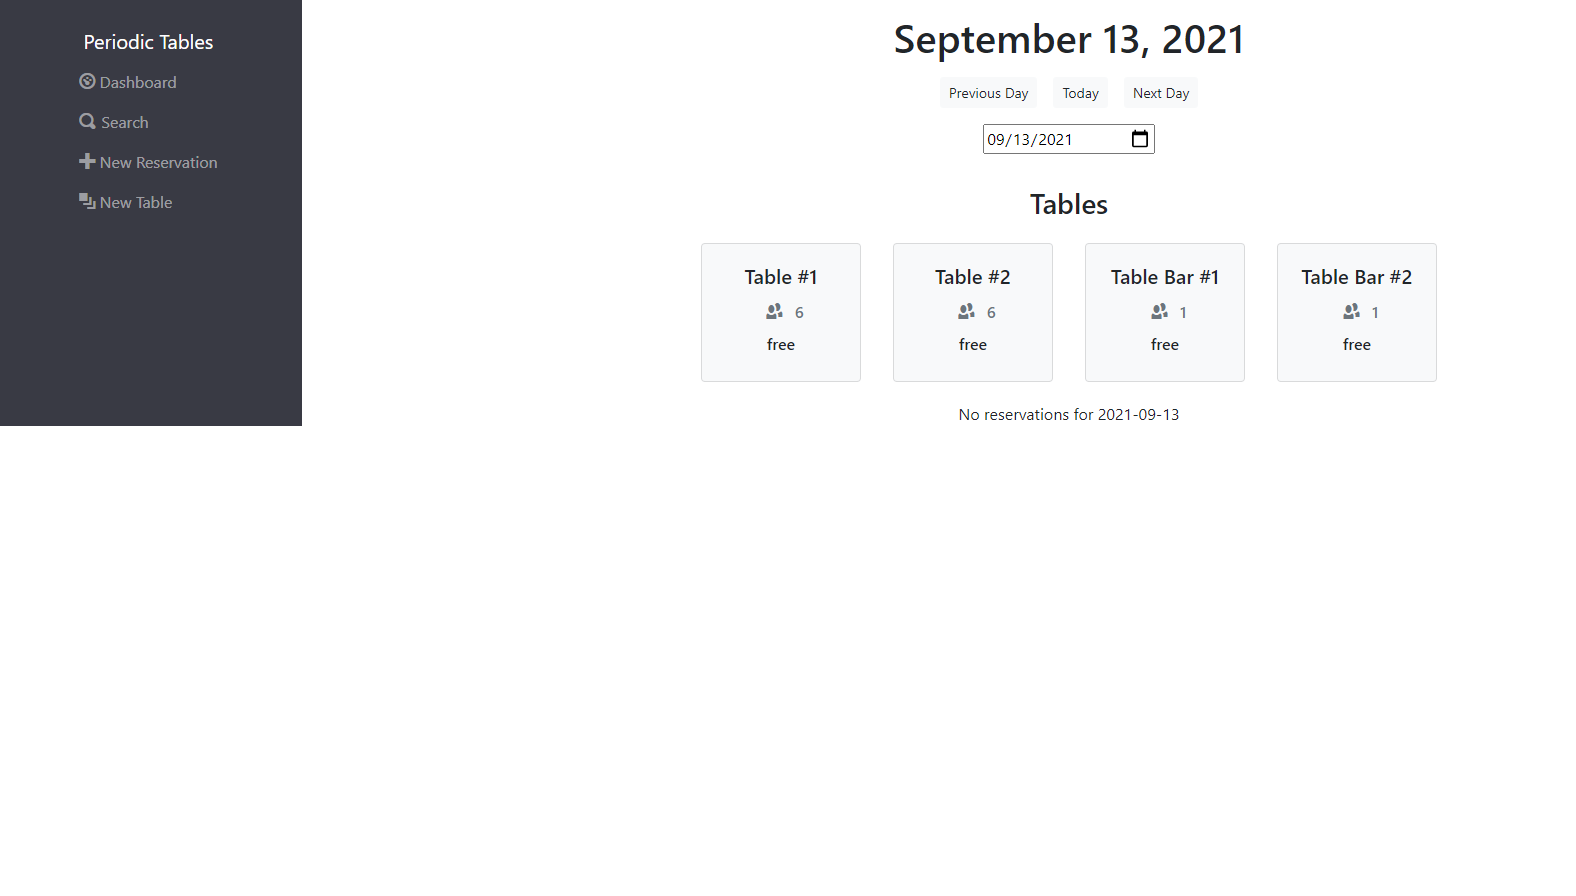 Periodic Tables
Dashboard
Search
New Reservation
New Table
September 13, 2021
Previous Day Today Next Day
09/13/2021
Tables
Table #1
6
free
Table #2
6
free
Table Bar #1
1
free
Table Bar #2
1
free
No reservations for 2021-09-13